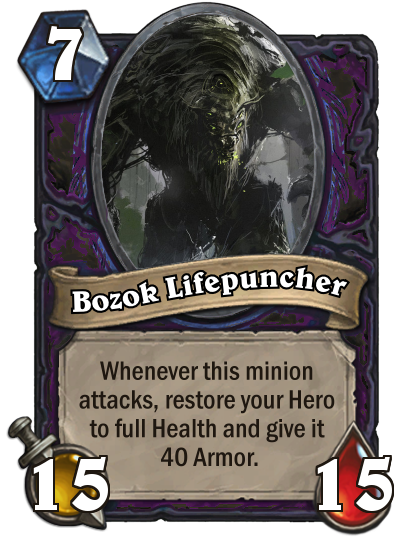 7
Bozok Lifepuncher
Whenever this minion
attacks, restore your Hero
to full Health and give it
40 Armor.
15
15